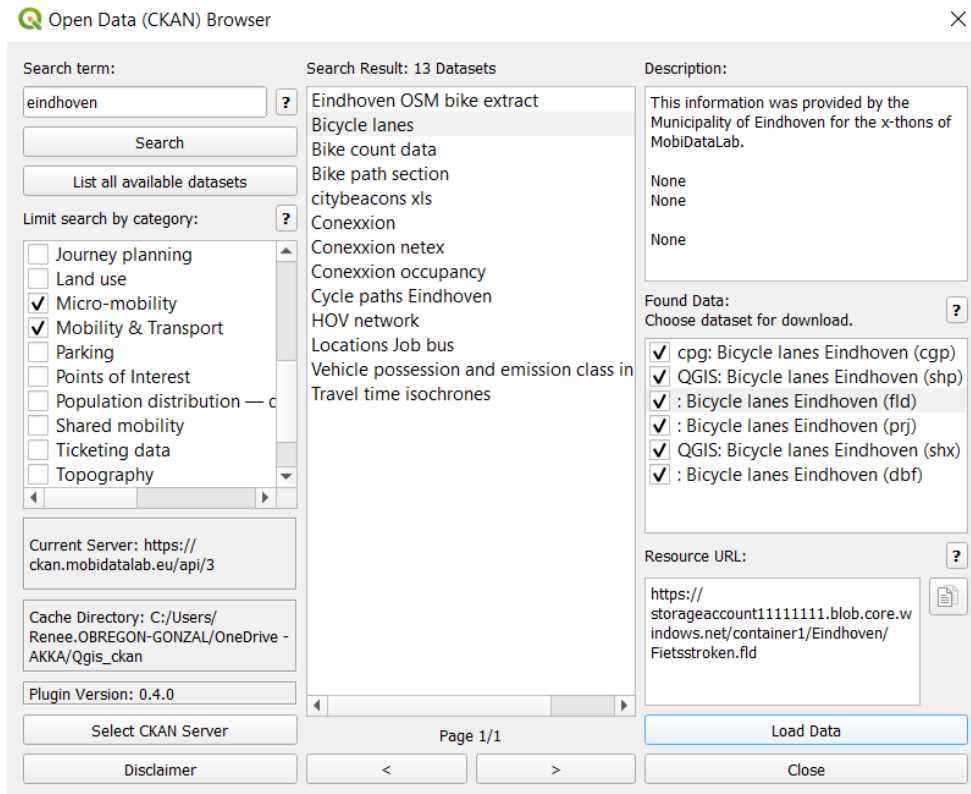 Open Data (CKAN) Browser
Search term:
eindhoven
?
Search
List all available datasets
Limit search by category:
?
Journey planning
Land use
Micro-mobility
Mobility & Transport
Parking
Points of Interest
Population distribution — c
Shared mobility
Ticketing data
Topography
Current Server: https://
ckan.mobidatalab.eu/api/3
Cache Directory: C:/Users/
Renee.OBREGON-GONZAL/OneDrive -
AKKA/Qgis_ckan
Plugin Version: 0.4.0
Select CKAN Server
Disclaimer
Search Result: 13 Datasets
Eindhoven OSM bike extract
Bicycle lanes
Bike count data
Bike path section
citybeacons xls
Conexxion
Conexxion netex
Conexxion occupancy
Cycle paths Eindhoven
HOV network
Locations Job bus
Vehicle possession and emission class in
Travel time isochrones
Page 1/1
<
>
Description:
This information was provided by the
Municipality of Eindhoven for the x-thons of
MobiDataLab.
None
None
None
Found Data:
Choose dataset for download.
?
cpg: Bicycle lanes Eindhoven (cgp)
QGIS: Bicycle lanes Eindhoven (shp)
: Bicycle lanes Eindhoven (fld)
: Bicycle lanes Eindhoven (prj)
QGIS: Bicycle lanes Eindhoven (shx)
: Bicycle lanes Eindhoven (dbf)
Resource URL:
?
https://
storageaccount11111111.blob.core.w
indows.net/container1/Eindhoven/
Fietsstroken.fld
Load Data
Close